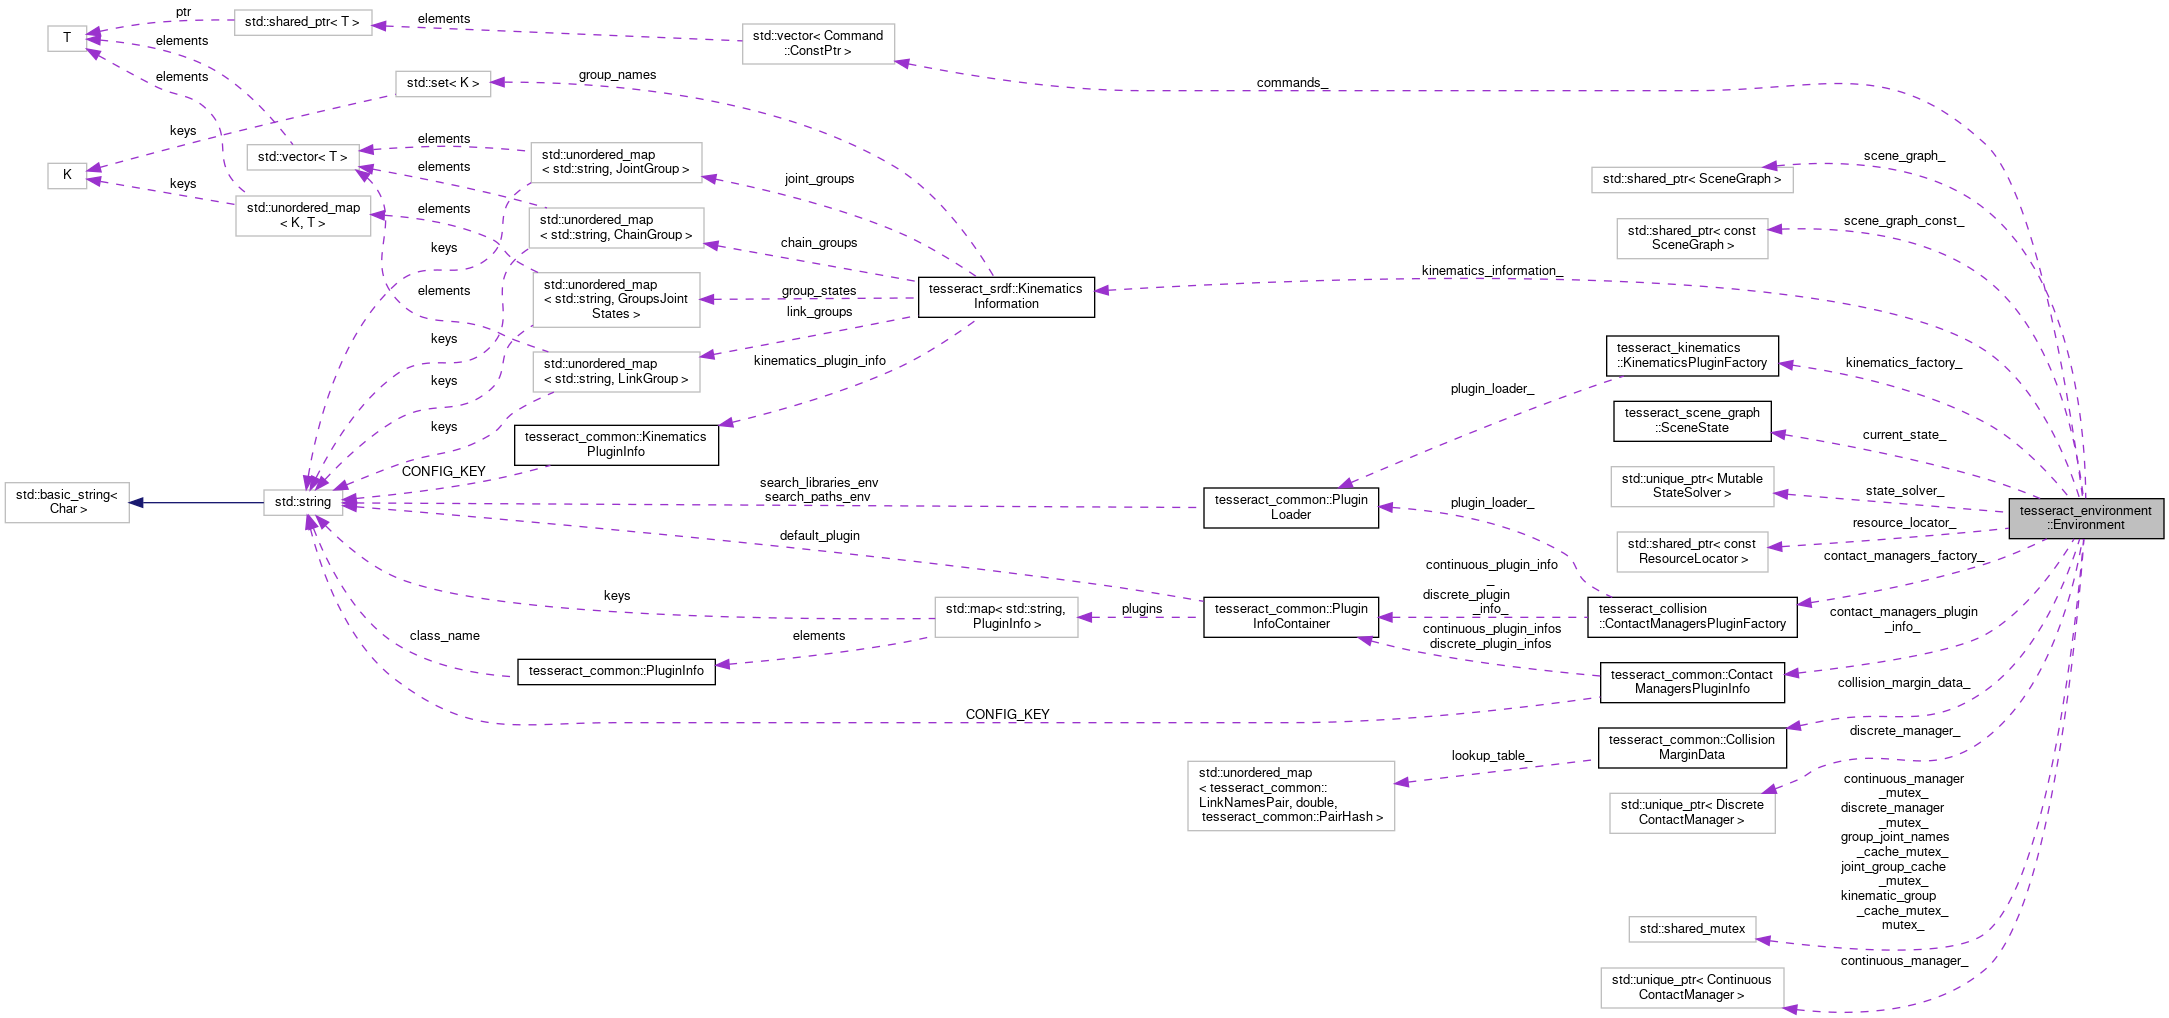 ptr
std::shared_ptr< T >
elements
T
elements
std::vector< Command
::ConstPtr >
elements
std::set< K >
group_names
commands_
keys
elements
std::vector< T >
std::unordered_map
< std::string, JointGroup >
scene_graph_
K
elements
keys
joint_groups
std::shared_ptr< SceneGraph >
std::unordered_map
< K, T >
elements
std::unordered_map
< std::string, ChainGroup >
scene_graph_const_
std::shared_ptr< const
SceneGraph >
keys
chain_groups
kinematics_information_
elements
std::unordered_map
< std::string, GroupsJoint
States >
group_states
tesseract_srdf::Kinematics
Information
link_groups
keys
std::unordered_map
< std::string, LinkGroup >
kinematics_plugin_info
tesseract_kinematics
::KinematicsPluginFactory
kinematics_factory_
keys
plugin_loader_
tesseract_scene_graph
::SceneState
current_state_
keys
tesseract_common::Kinematics
PluginInfo
CONFIG_KEY
search_libraries_env
search_paths_env
std::unique_ptr< Mutable
StateSolver >
state_solver_
std::basic_string<
Char >
std::string
tesseract_common::Plugin
Loader
plugin_loader_
tesseract_environment
::Environment
resource_locator_
default_plugin
std::shared_ptr< const
ResourceLocator >
contact_managers_factory_
continuous_plugin_info
_
discrete_plugin
_info_
keys
std::map< std::string,
PluginInfo >
plugins
tesseract_common::Plugin
InfoContainer
tesseract_collision
::ContactManagersPluginFactory
contact_managers_plugin
_info_
class_name
elements
continuous_plugin_infos
discrete_plugin_infos
tesseract_common::PluginInfo
tesseract_common::Contact
ManagersPluginInfo
collision_margin_data_
CONFIG_KEY
discrete_manager_
tesseract_common::Collision
MarginData
lookup_table_
std::unordered_map
< tesseract_common::
LinkNamesPair, double,
tesseract_common::PairHash >
std::unique_ptr< Discrete
ContactManager >
continuous_manager
_mutex_
discrete_manager
_mutex_
group_joint_names
_cache_mutex_
joint_group_cache
_mutex_
kinematic_group
_cache_mutex_
mutex_
std::shared_mutex
continuous_manager_
std::unique_ptr< Continuous
ContactManager >